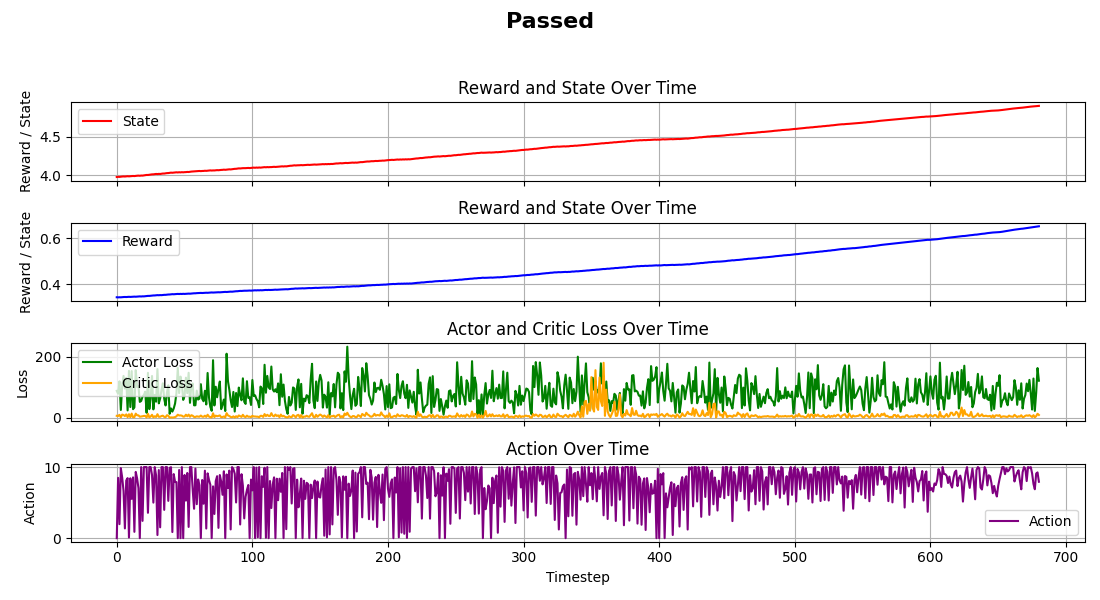 Passed
Reward and State Over Time
Reward / State
4.5
4.0
State
Reward and State Over Time
Reward / State
0.6
0.4
Reward
Actor and Critic Loss Over Time
Loss
200
0
Actor Loss
Critic Loss
Action Over Time
Action
10
0
Action
0 100 200 300 400 500 600 700
Timestep